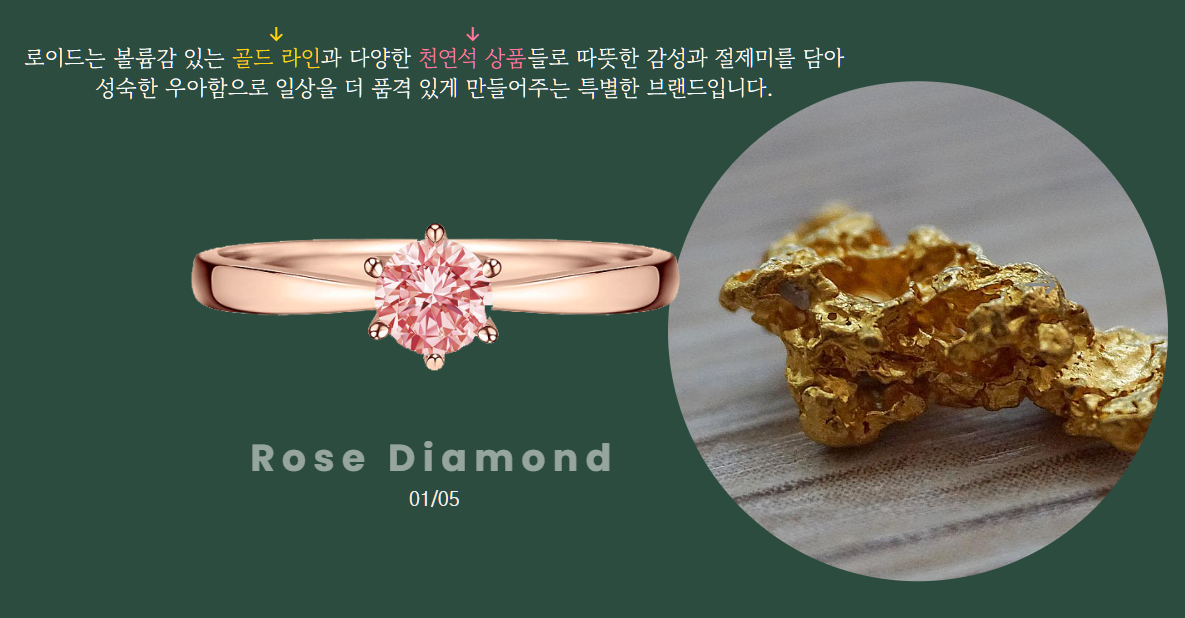 로이드는 볼륨감 있는 골드 라인과 다양한 천연석 상품들로 따뜻한 감성과 절제미를 담아
성숙한 우아함으로 일상을 더 품격 있게 만들어주는 특별한 브랜드입니다.
Rose Diamond
01/05